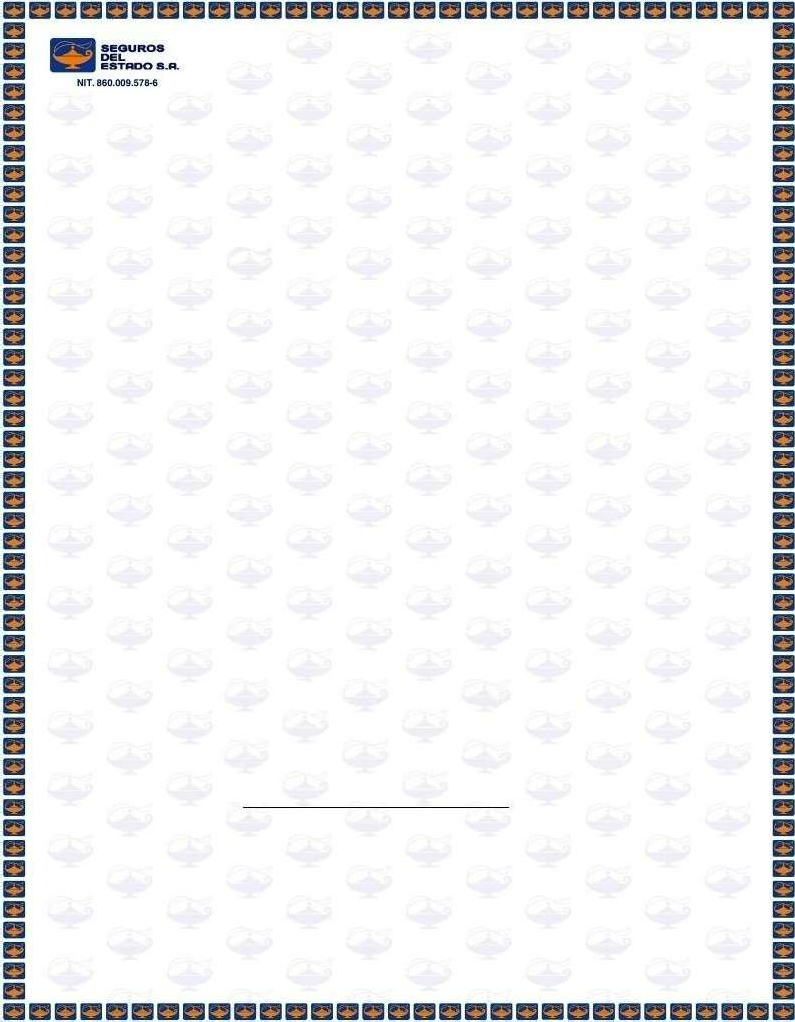 SEGUROS
DEL
ESTADO S.A.
NIT. 860.009.578-6